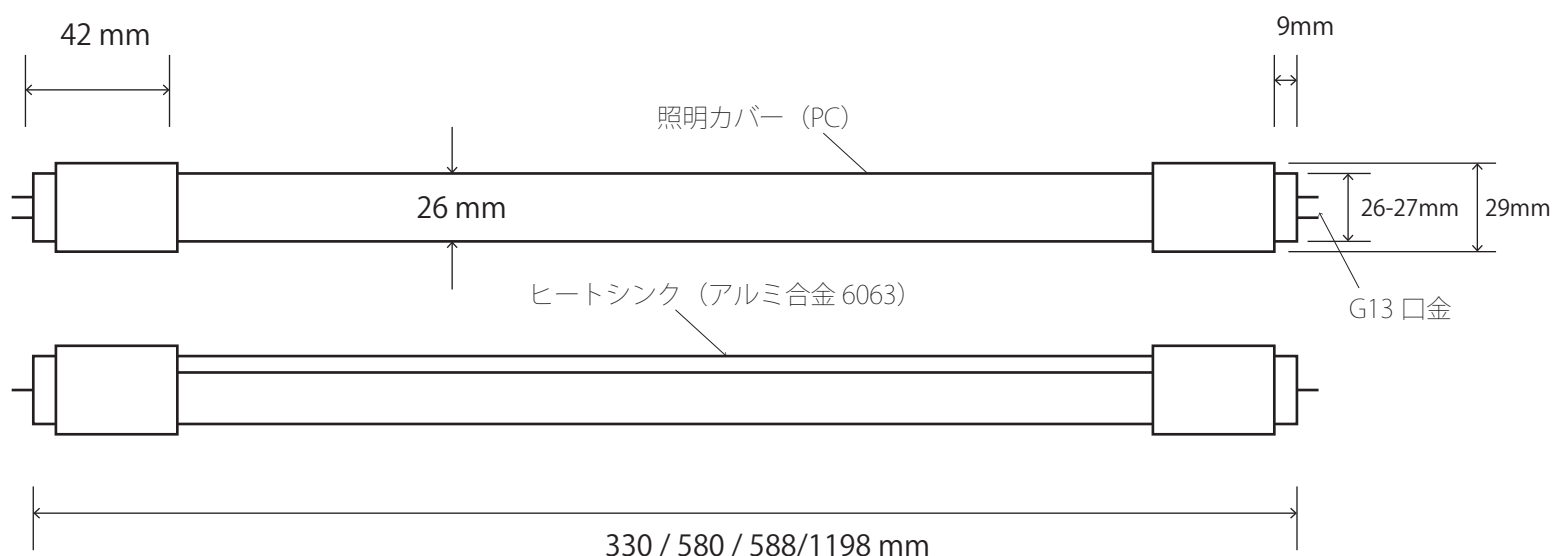 42 mm
9mm
照明カバー（PC）
26 mm
26-27mm
29mm
ヒートシンク（アルミ合金 6063）
G13 口金
330 / 580 / 588/1198 mm